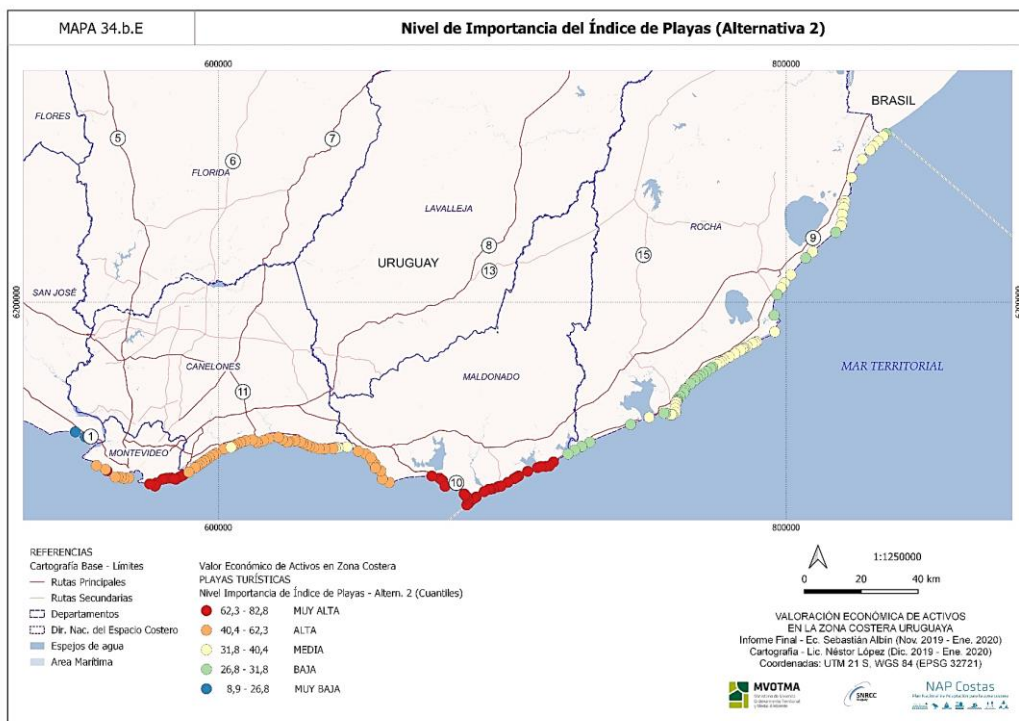 MAPA 34.b.E
Nivel de Importancia del Índice de Playas (Alternativa 2)
600000
800000
BRASIL
FLORES
5
6
7
FLORIDA
LAVALLEJA
ROCHA
8
9
URUGUAY
13
15
SAN JOSÉ
6200000
6200000
CANELONES
MALDONADO
MAR TERRITORIAL
11
1
MONTEVIDEO
10
600000
800000
REFERENCIAS
Cartografía Base - Límites
Rutas Principales
Rutas Secundarias
Departamentos
Dir. Nac. del Espacio Costero
Espejos de agua
Area Marítima
Valor Económico de Activos en Zona Costera
PLAYAS TURÍSTICAS
Nivel Importancia de Índice de Playas - Altern. 2 (Cuantiles)
62,3 - 82,8 MUY ALTA
40,4 - 62,3 ALTA
31,8 - 40,4 MEDIA
26,8 - 31,8 BAJA
8,9 - 26,8 MUY BAJA
1:1250000
0 20 40 km
VALORACIÓN ECONÓMICA DE ACTIVOS
EN LA ZONA COSTERA URUGUAYA
Informe Final - Ec. Sebastián Albín (Nov. 2019 - Ene. 2020)
Cartografía - Lic. Néstor López (Dic. 2019 - Ene. 2020)
Coordenadas: UTM 21 S, WGS 84 (EPSG 32721)
MVOTMA
SNRCC
NAP Costas